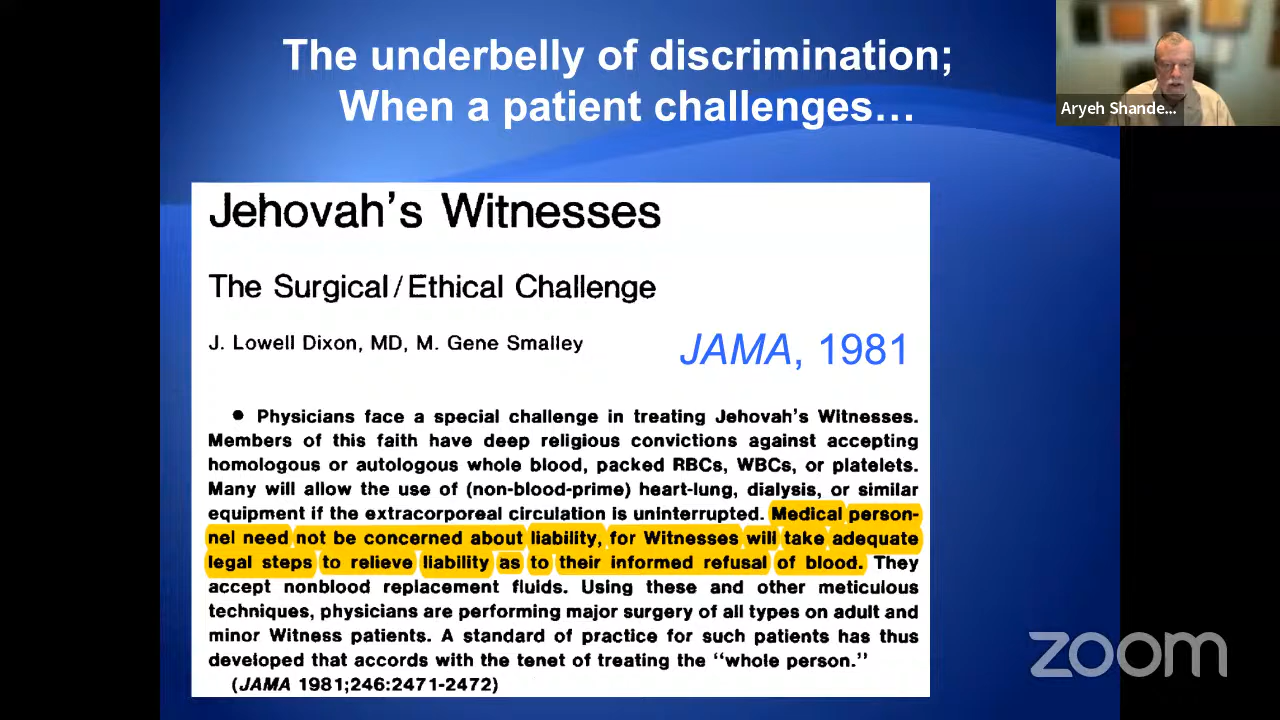 The underbelly of discrimination;
When a patient challenges…
Aryeh Shande...
Jehovah's Witnesses
The Surgical/Ethical Challenge
J. Lowell Dixon, MD, M. Gene Smalley
JAMA, 1981
● Physicians face a special challenge in treating Jehovah's Witnesses.
Members of this faith have deep religious convictions against accepting
homologous or autologous whole blood, packed RBCs, WBCs, or platelets.
Many will allow the use of (non-blood-prime) heart-lung, dialysis, or similar
equipment if the extracorporeal circulation is uninterrupted. Medical person-
nel need not be concerned about liability, for Witnesses will take adequate
legal steps to relieve liability as to their informed refusal of blood. They
accept nonblood replacement fluids. Using these and other meticulous
techniques, physicians are performing major surgery of all types on adult and
minor Witness patients. A standard of practice for such patients has thus
developed that accords with the tenet of treating the "whole person."
(JAMA 1981;246:2471-2472)
zoom